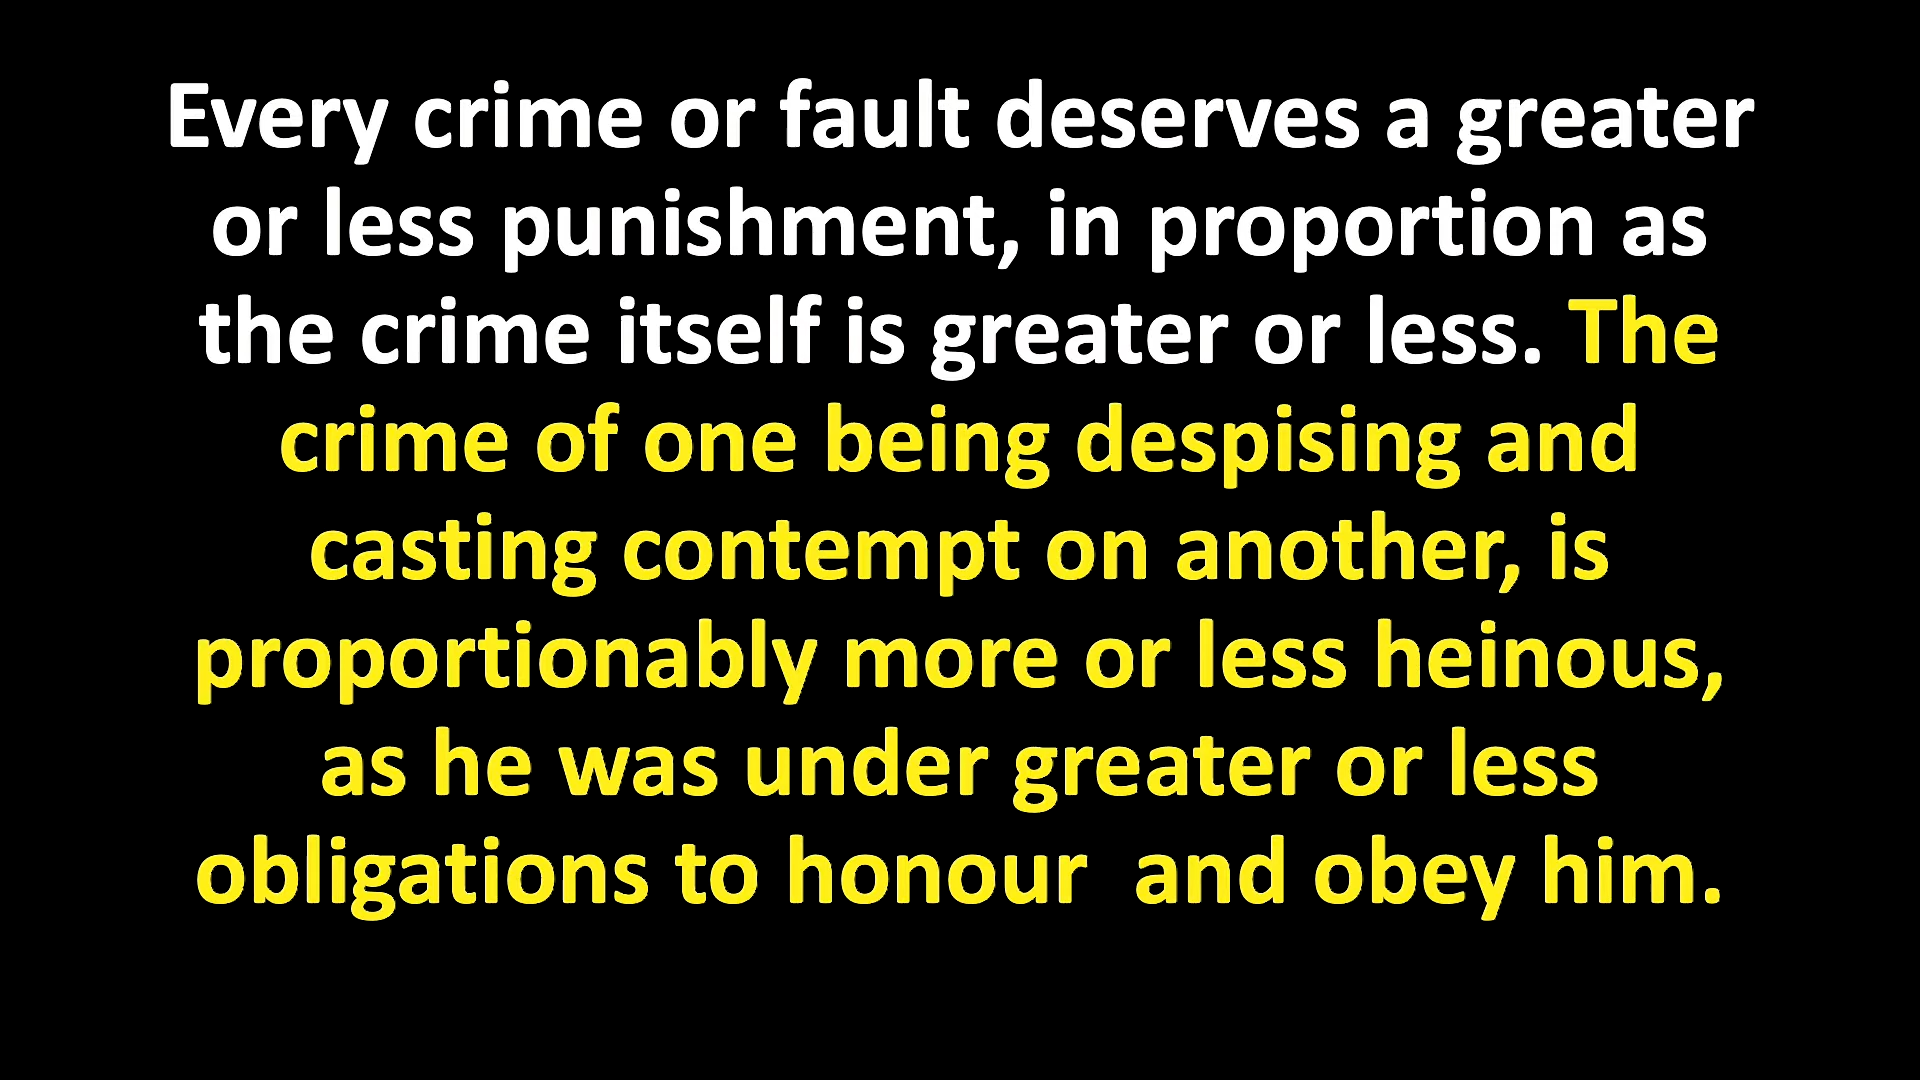 Every crime or fault deserves a greater
or less punishment, in proportion as
the crime itself is greater or less. The
crime of one being despising and
casting contempt on another, is
proportionably more or less heinous,
as he was under greater or less
obligations to honour  and obey him.